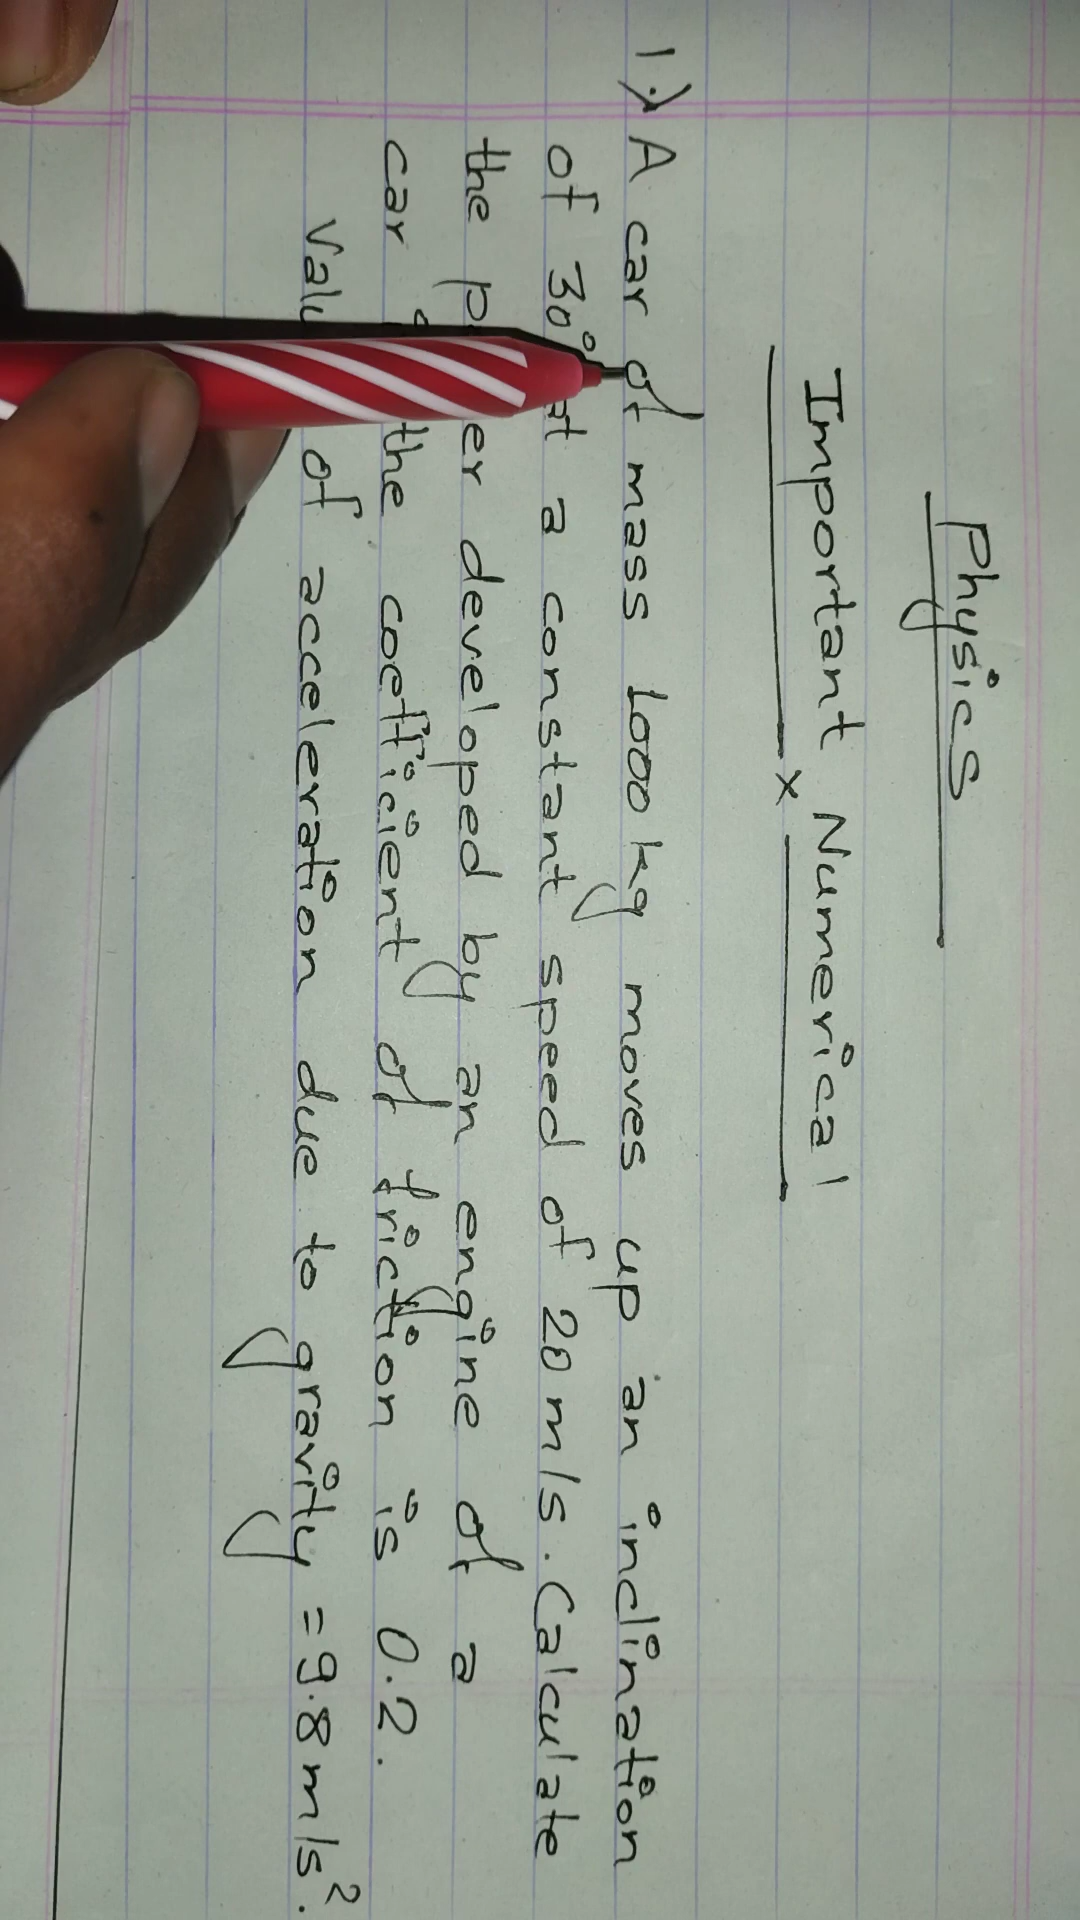 Physics
Important Numerical
x
1.) A car of mass 1000 kg moves up an inclination
of 30° at a constant speed of 20 m/s. Calculate
the developed by an engine of a
car the coefficient of friction is 0.2.
of acceleration due to gravity = 9.8 m/s².